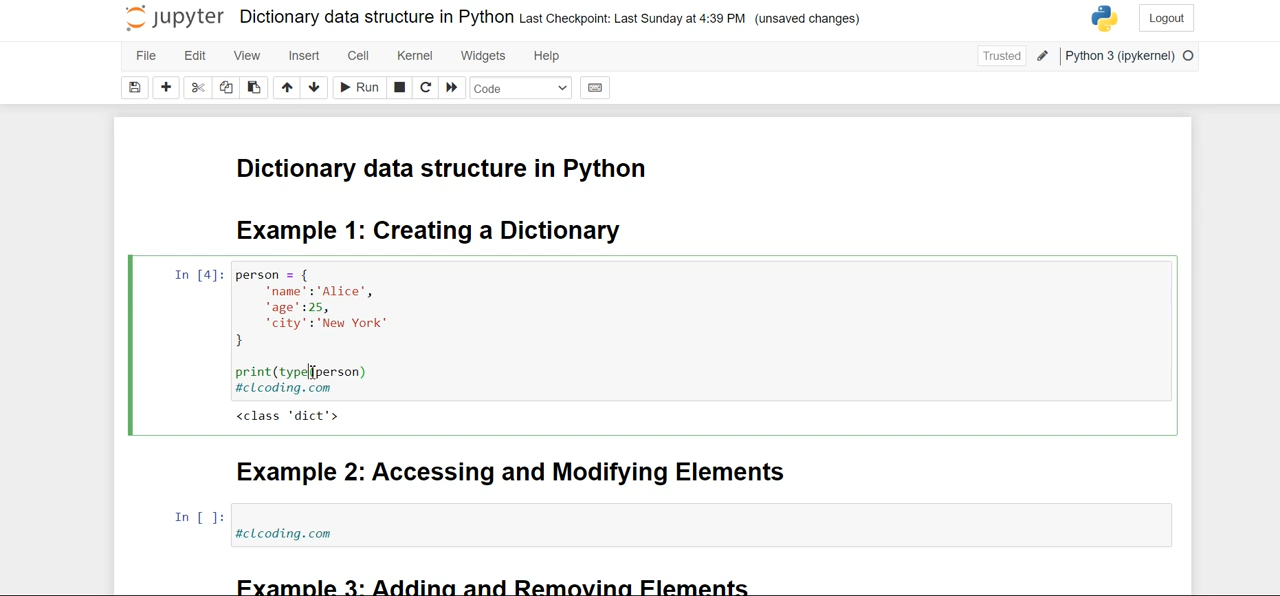 jupyter Dictionary data structure in Python Last Checkpoint: Last Sunday at 4:39 PM (unsaved changes) Logout
File Edit View Insert Cell Kernel Widgets Help Trusted Python 3 (ipykernel)
Run Code
Dictionary data structure in Python
Example 1: Creating a Dictionary
In [4]: person = {
'name':'Alice',
'age':25,
'city':'New York'
}
print(type(person)
#clcoding.com
<class 'dict'>
Example 2: Accessing and Modifying Elements
In [ ]:
#clcoding.com
Example 3: Adding and Removing Elements